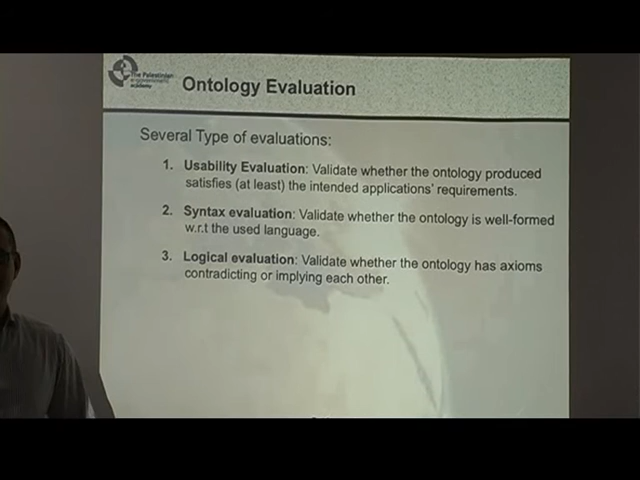 The Palestinian
academy
Ontology Evaluation
Several Type of evaluations:
1. Usability Evaluation: Validate whether the ontology produced
satisfies (at least) the intended applications' requirements.
2. Syntax evaluation: Validate whether the ontology is well-formed
w.r.t the used language.
3. Logical evaluation: Validate whether the ontology has axioms
contradicting or implying each other.